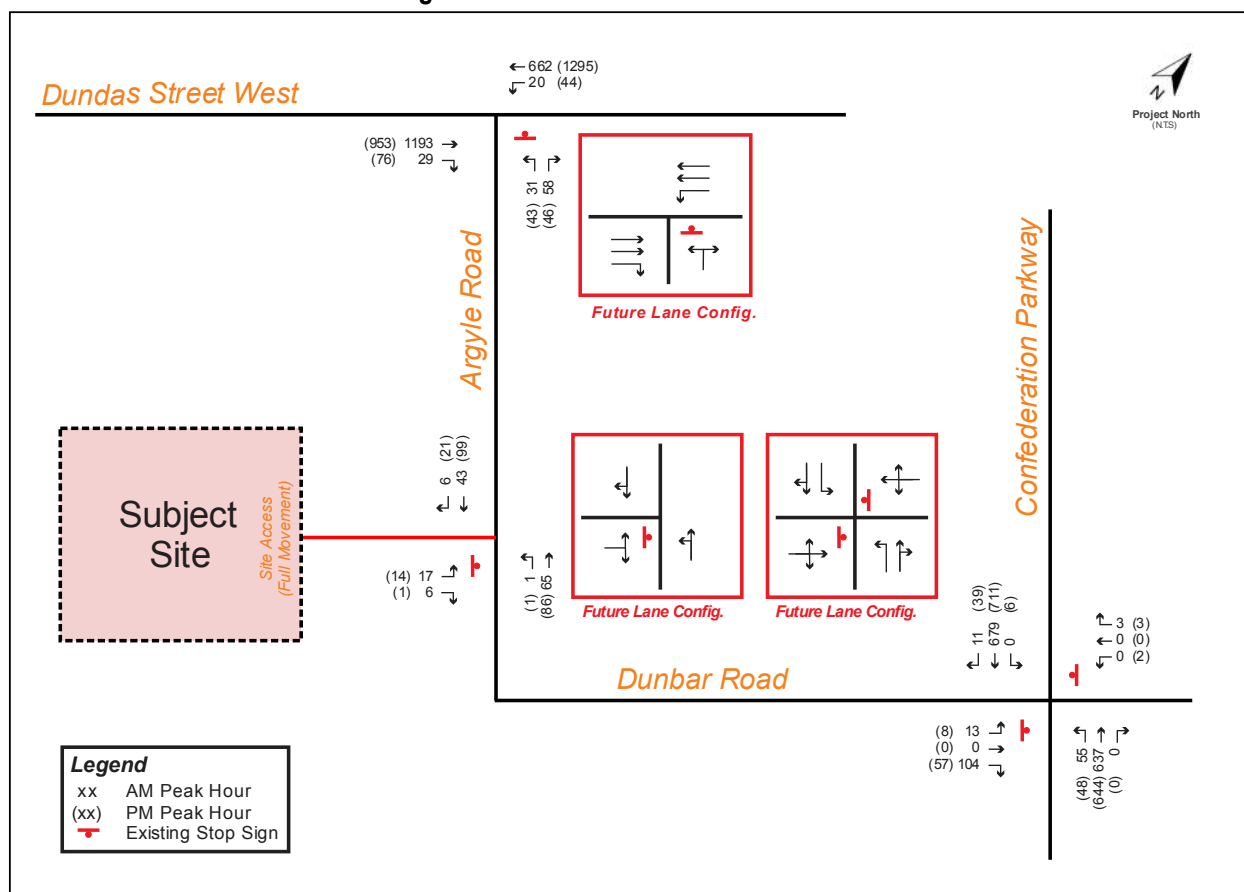 g
662 (1295)
20 (44)
Dundas Street West
N
Project North
(N.T.S)
(953) 1193
(76) 29
(43) 31
(46) 58
Future Lane Config.
Argyle Road
Confederation Parkway
6 (21)
43 (99)
Subject
Site
Site Access
(Full Movement)
(14) 17
(1) 6
(1) 1
(86) 65
Future Lane Config.
Future Lane Config.
11 (39)
679 (711)
0 (6)
3 (3)
0 (0)
0 (2)
Dunbar Road
(8) 13
(0) 0
(57) 104
(48) 55
(644) 637
(0) 0
Legend
xx AM Peak Hour
(xx) PM Peak Hour
Existing Stop Sign